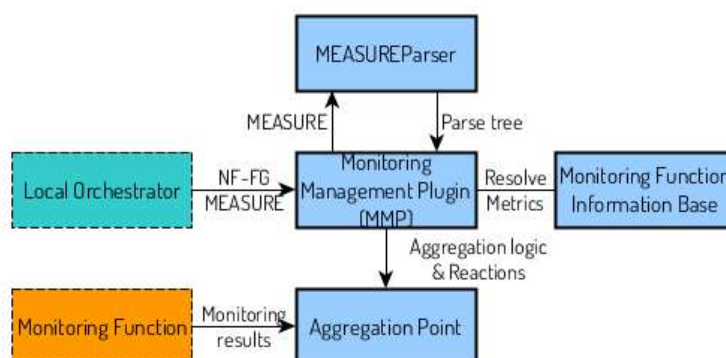 MEASUREParser
MEASURE
Parse tree
Local Orchestrator
NF-FG
MEASURE
Monitoring
Management Plugin
(MMP)
Resolve
Metrics
Monitoring Function
Information Base
Aggregation logic
& Reactions
Monitoring Function
Monitoring
results
Aggregation Point